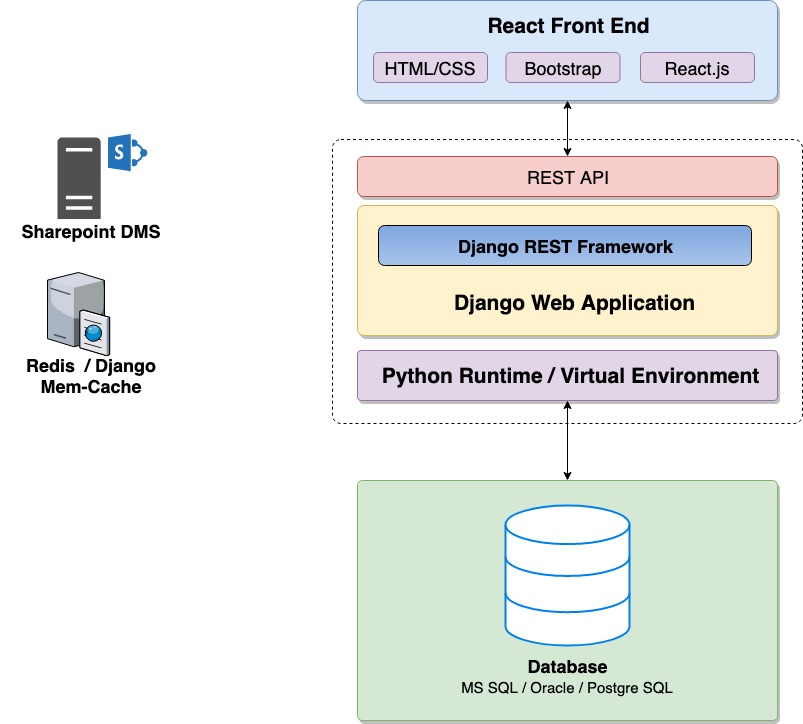 React Front End
HTML/CSS
Bootstrap
React.js
REST API
Django REST Framework
Django Web Application
Python Runtime / Virtual Environment
S
Sharepoint DMS
Redis / Django
Mem-Cache
Database
MS SQL / Oracle / Postgre SQL